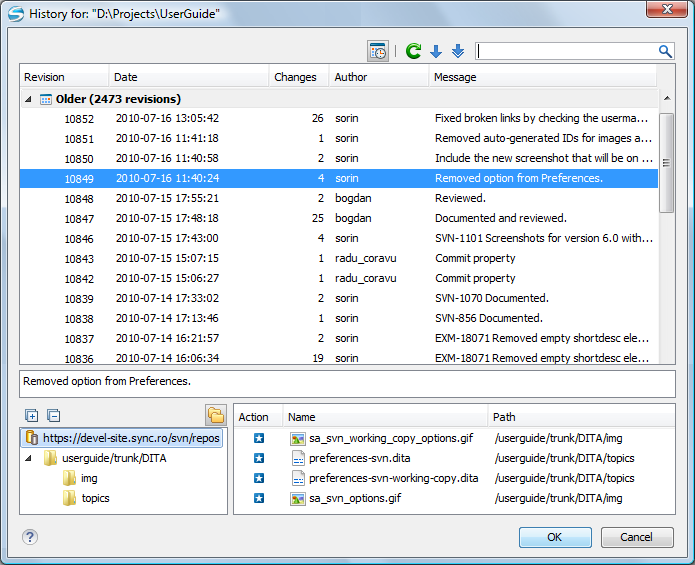 History for: "D:\Projects\UserGuide"
Revision Date Changes Author Message
Older (2473 revisions)
10852 2010-07-16 13:05:42 26 sorin Fixed broken links by checking the userma...
10851 2010-07-16 11:41:18 1 sorin Removed auto-generated IDs for images a...
10850 2010-07-16 11:40:58 2 sorin Include the new screenshot that will be on ...
10849 2010-07-16 11:40:24 4 sorin Removed option from Preferences.
10848 2010-07-15 17:55:21 2 bogdan Reviewed.
10847 2010-07-15 17:48:18 25 bogdan Documented and reviewed.
10846 2010-07-15 17:43:00 4 sorin SVN-1101 Screenshots for version 6.0 with...
10843 2010-07-15 15:07:15 1 radu_coravu Commit property
10842 2010-07-15 15:06:27 1 radu_coravu Commit property
10839 2010-07-14 17:33:02 2 sorin SVN-1070 Documented.
10838 2010-07-14 17:13:46 1 sorin SVN-856 Documented.
10837 2010-07-14 16:21:57 2 sorin EXM-18071 Removed empty shortdesc ele...
10836 2010-07-14 16:06:34 19 sorin EXM-18071 Removed empty shortdesc ele...
Removed option from Preferences.
Action Name Path
https://devel-site.sync.ro/svn/repos
userguide/trunk/DITA
img
topics
sa_svn_working_copy_options.gif /userguide/trunk/DITA/img
preferences-svn.dita /userguide/trunk/DITA/topics
preferences-svn-working-copy.dita /userguide/trunk/DITA/topics
sa_svn_options.gif /userguide/trunk/DITA/img
? OK Cancel